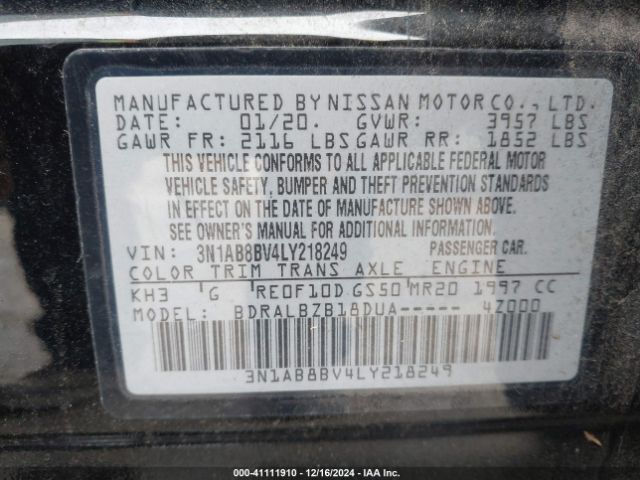 MANUFACTURED BY NISSAN MOTOR CO., LTD.
DATE: 01/20. GVWR: 3957 LBS
GAWR FR: 2116 LBS GAWR RR: 1852 LBS
THIS VEHICLE CONFORMS TO ALL APPLICABLE FEDERAL MOTOR
VEHICLE SAFETY, BUMPER AND THEFT PREVENTION STANDARDS
IN EFFECT ON THE DATE OF MANUFACTURE SHOWN ABOVE.
SEE OWNER'S MANUAL FOR ADDITIONAL INFORMATION.
VIN: 3N1AB8BV4LY218249 PASSENGER CAR.
COLOR TRIM TRANS AXLE ENGINE
KH3 G RE0F10D GS50 MR20 1997 CC
MODEL: BDRALBZB18DUA----- 4Z000
3N1AB8BV4LY218249
000-41111910 - 12/16/2024 - IAA Inc.